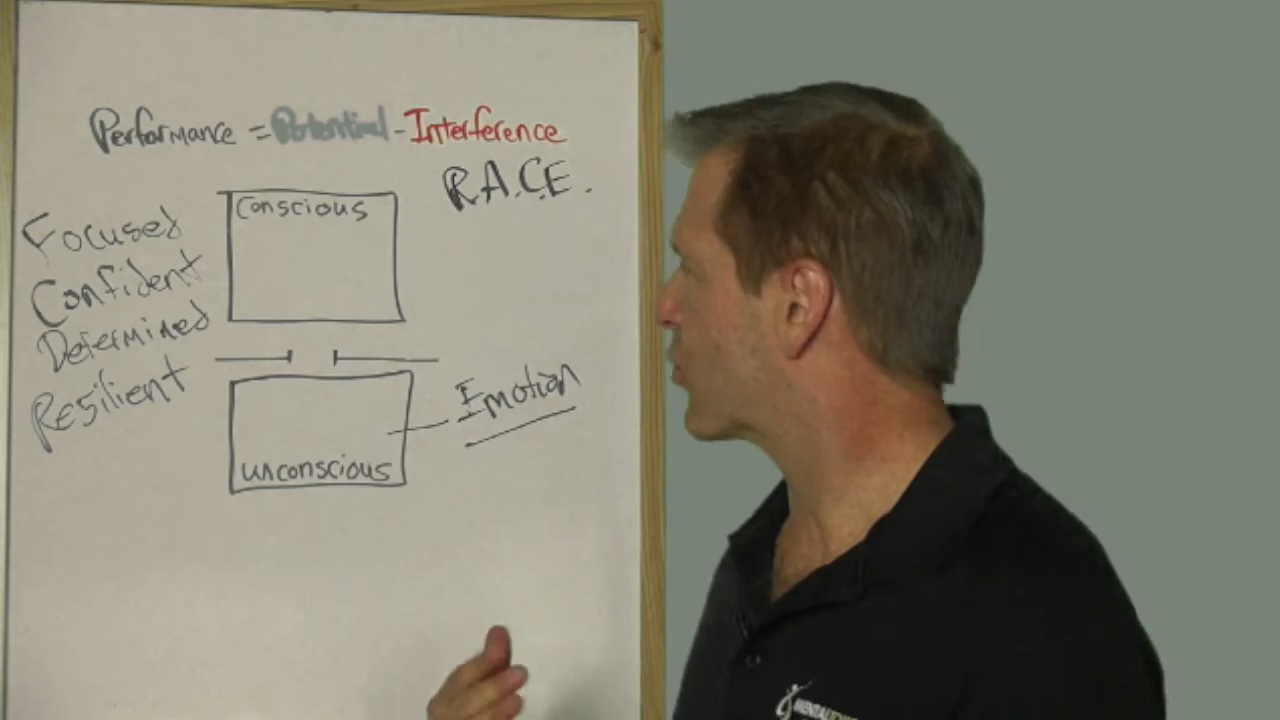 Performance = Potential - Interference
R.A.C.E.
Conscious
Focused
Confident
Determined
Resilient
Emotion
unconscious